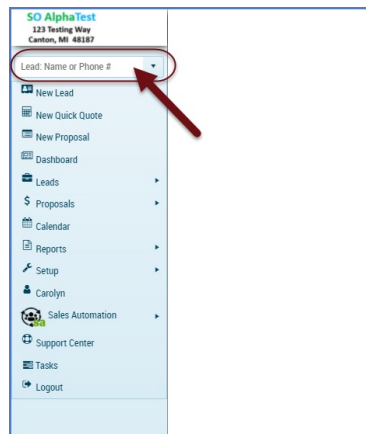 SO AlphaTest
123 Testing Way
Canton, MI 48187
Lead: Name or Phone #
New Lead
New Quick Quote
New Proposal
Dashboard
Leads
$ Proposals
Calendar
Reports
Setup
Carolyn
sa Sales Automation
Support Center
Tasks
Logout